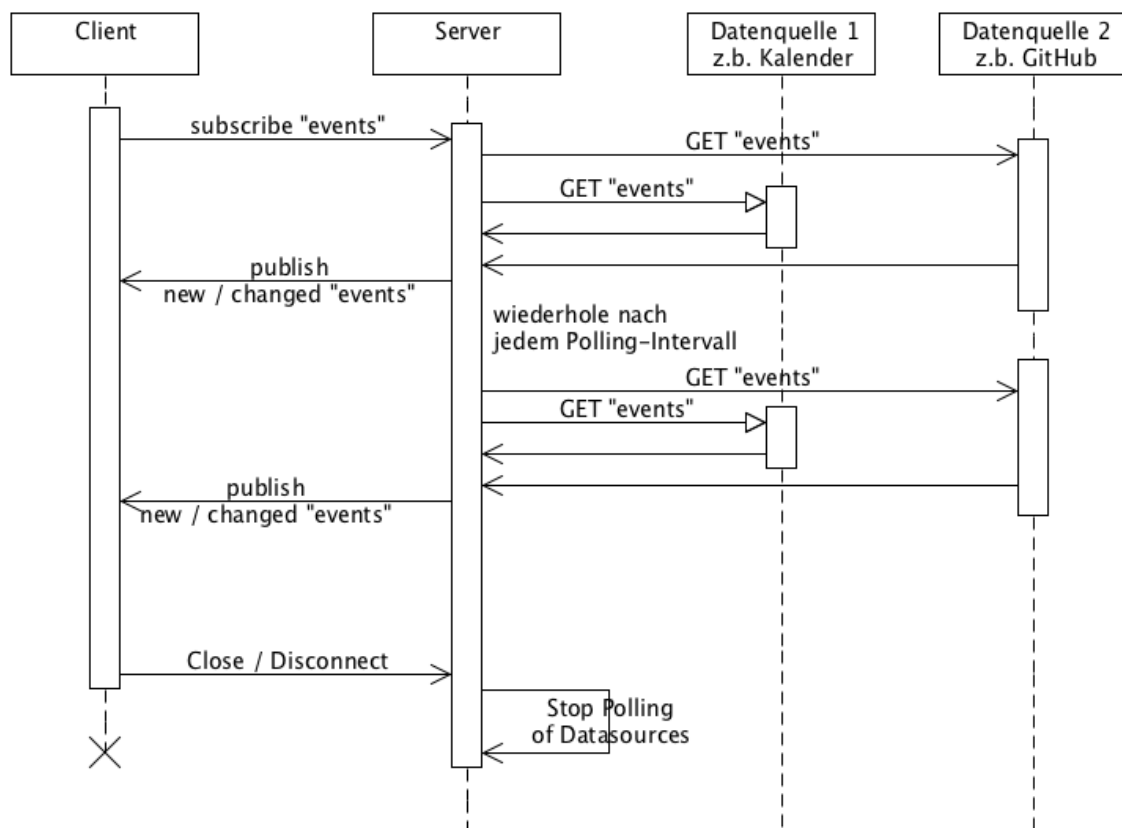 Client
Server
Datenquelle 1
z.b. Kalender
Datenquelle 2
z.b. GitHub
subscribe "events"
GET "events"
GET "events"
publish
new / changed "events"
wiederhole nach
jedem Polling-Intervall
GET "events"
GET "events"
publish
new / changed "events"
Close / Disconnect
Stop Polling
of Datasources